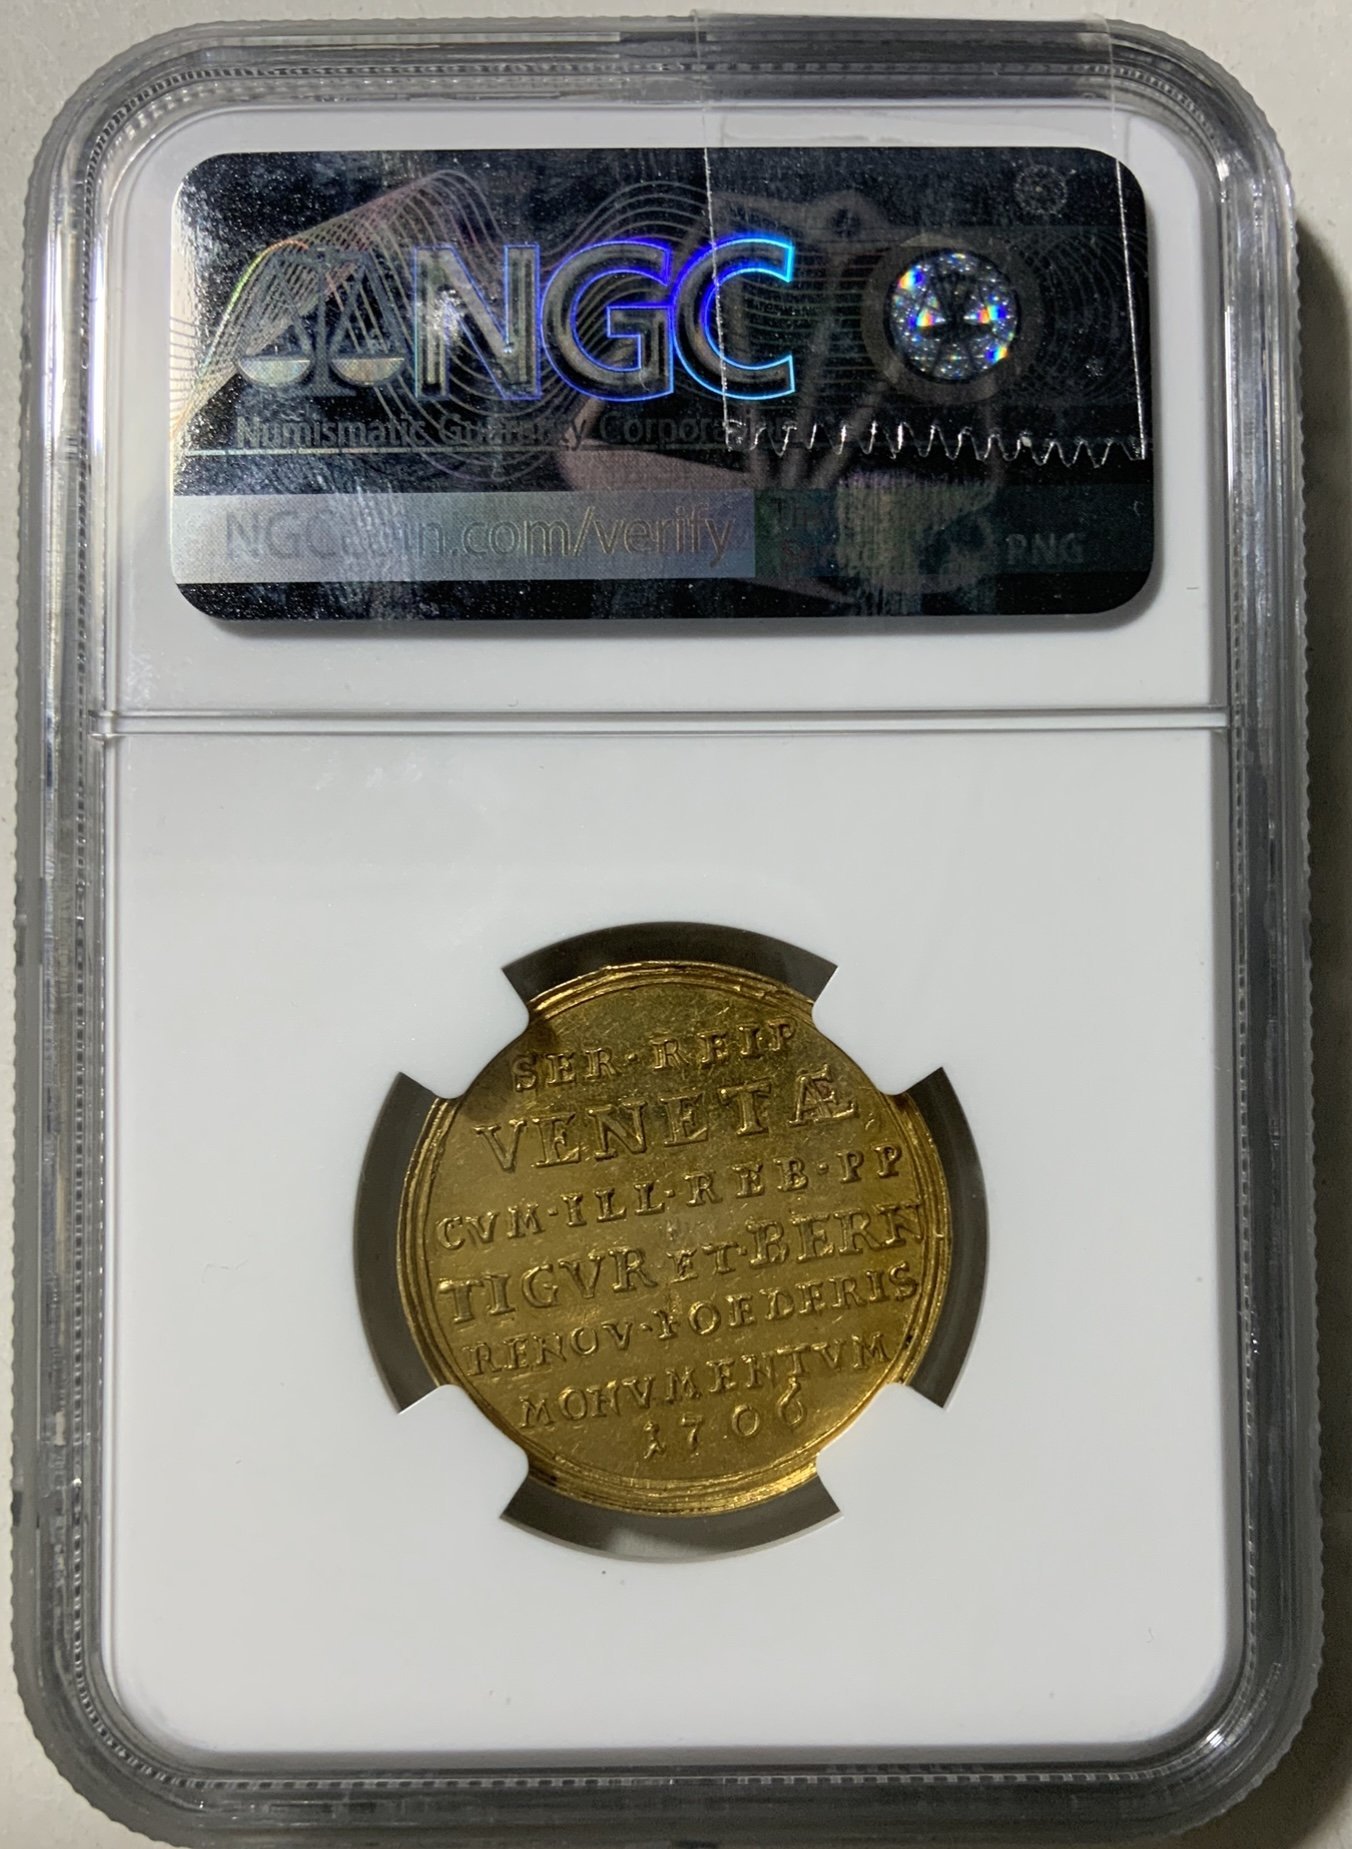 NGC
Numismatic Guaranty Corporation
NGCcoin.com/verify
PNG
SER·REIP
VENETÆ
CVM·ILL·REB·PP
TIGVR ET·BERN
RENOV·FOEDERIS
MONVMENTVM
1706